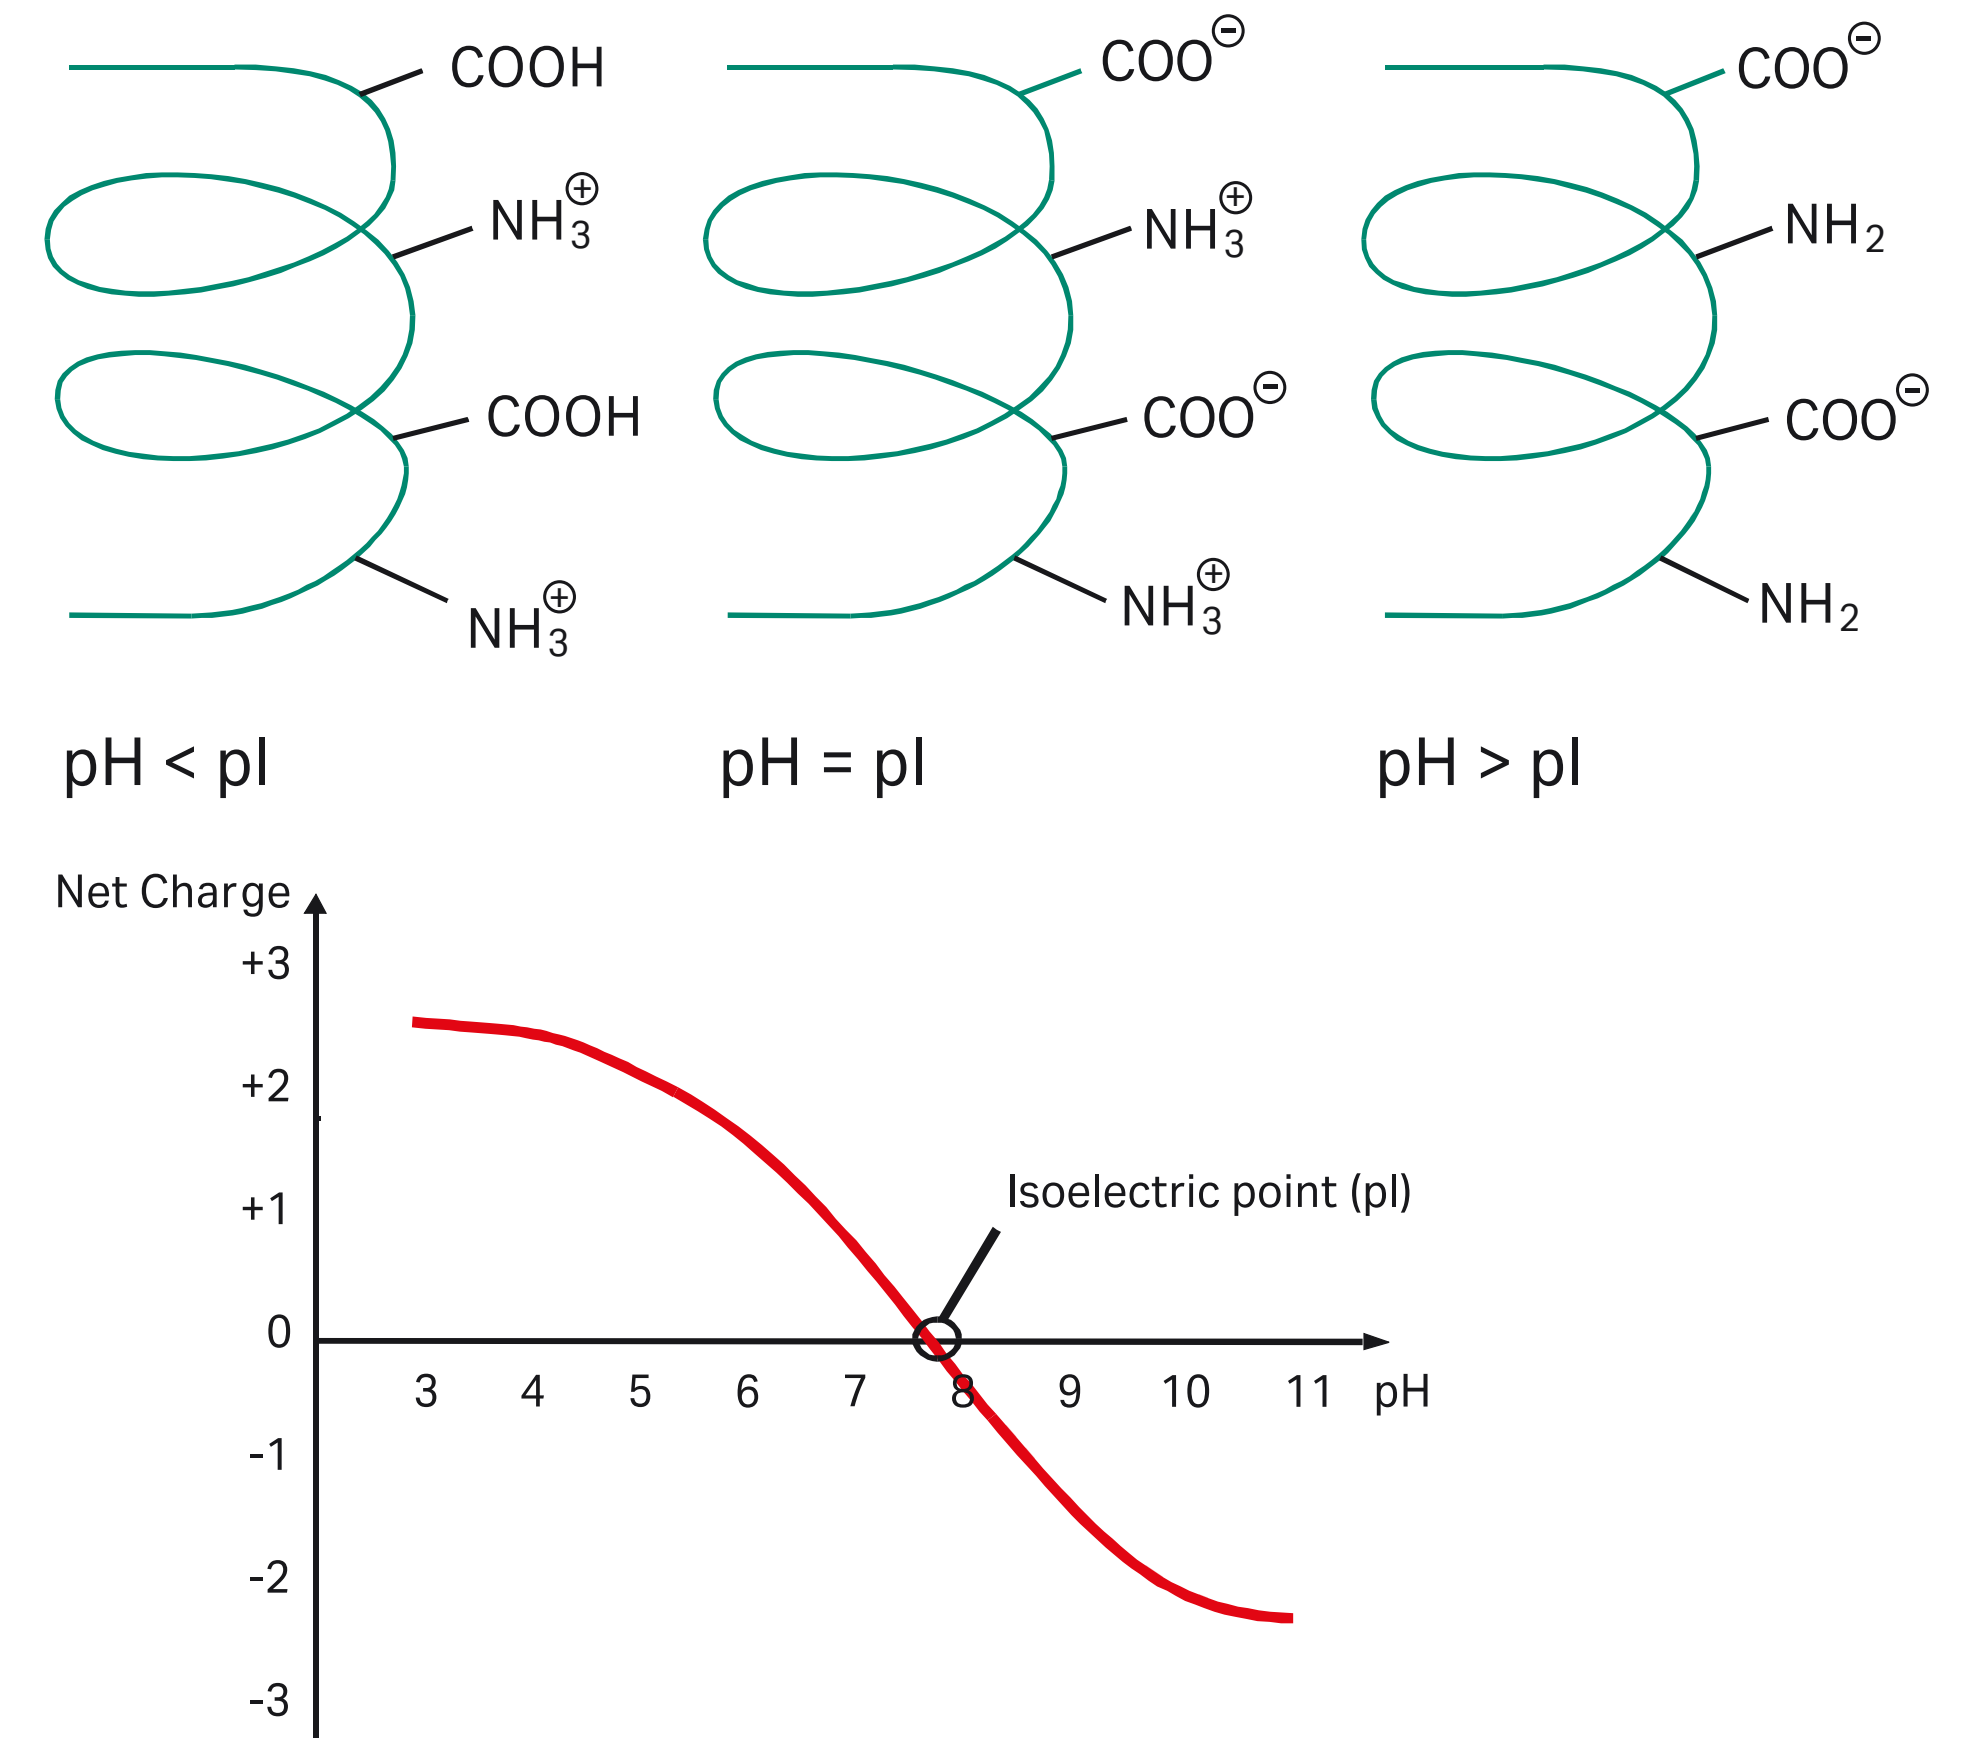 COOH
NH3⊕
COOH
NH3⊕
pH < pI
COO⊖
NH3⊕
COO⊖
NH3⊕
pH = pI
COO⊖
NH2
COO⊖
NH2
pH > pI
Net Charge
+3
+2
+1
0
-1
-2
-3
Isoelectric point (pI)
3 4 5 6 7 8 9 10 11 pH